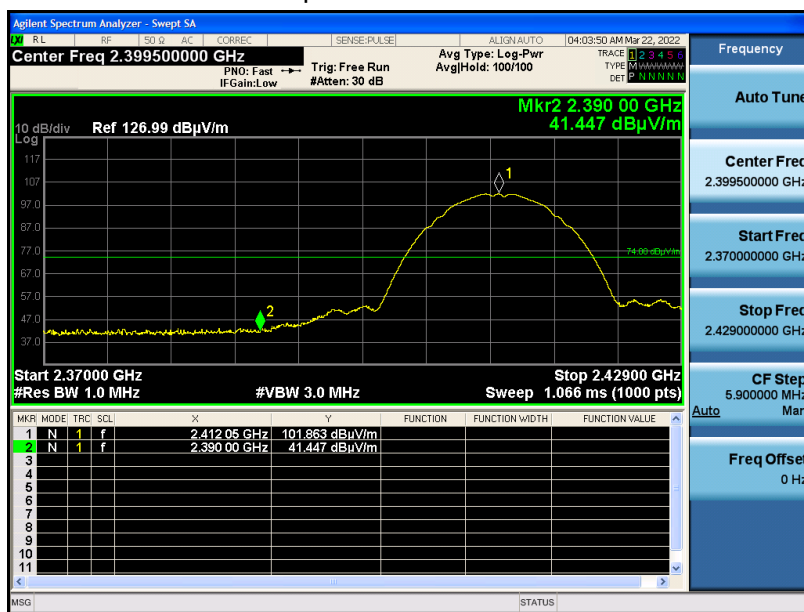 Agilent Spectrum Analyzer - Swept SA
LXI RL RF 50 Ω AC CORREC SENSE:PULSE ALIGN AUTO 04:03:50 AM Mar 22, 2022
Center Freq 2.399500000 GHz
PNO: Fast
IFGain:Low
Trig: Free Run
#Atten: 30 dB
Avg Type: Log-Pwr
Avg|Hold: 100/100
TRACE 1 2 3 4 5 6
TYPE M WWWWW
DET P N N N N N
Mkr2 2.390 00 GHz
41.447 dBµV/m
10 dB/div Ref 126.99 dBµV/m
Log
117
107
97.0
87.0
77.0
67.0
57.0
47.0
37.0
1
74.00 dBµV/m
2
Start 2.37000 GHz Stop 2.42900 GHz
#Res BW 1.0 MHz #VBW 3.0 MHz Sweep 1.066 ms (1000 pts)
MKR MODE TRC SCL X Y FUNCTION FUNCTION WIDTH FUNCTION VALUE
1 N 1 f 2.412 05 GHz 101.863 dBµV/m
2 N 1 f 2.390 00 GHz 41.447 dBµV/m
3
4
5
6
7
8
9
10
11
MSG STATUS
Frequency
Auto Tune
Center Freq
2.399500000 GHz
Start Freq
2.370000000 GHz
Stop Freq
2.429000000 GHz
CF Step
5.900000 MHz
Auto Man
Freq Offset
0 Hz